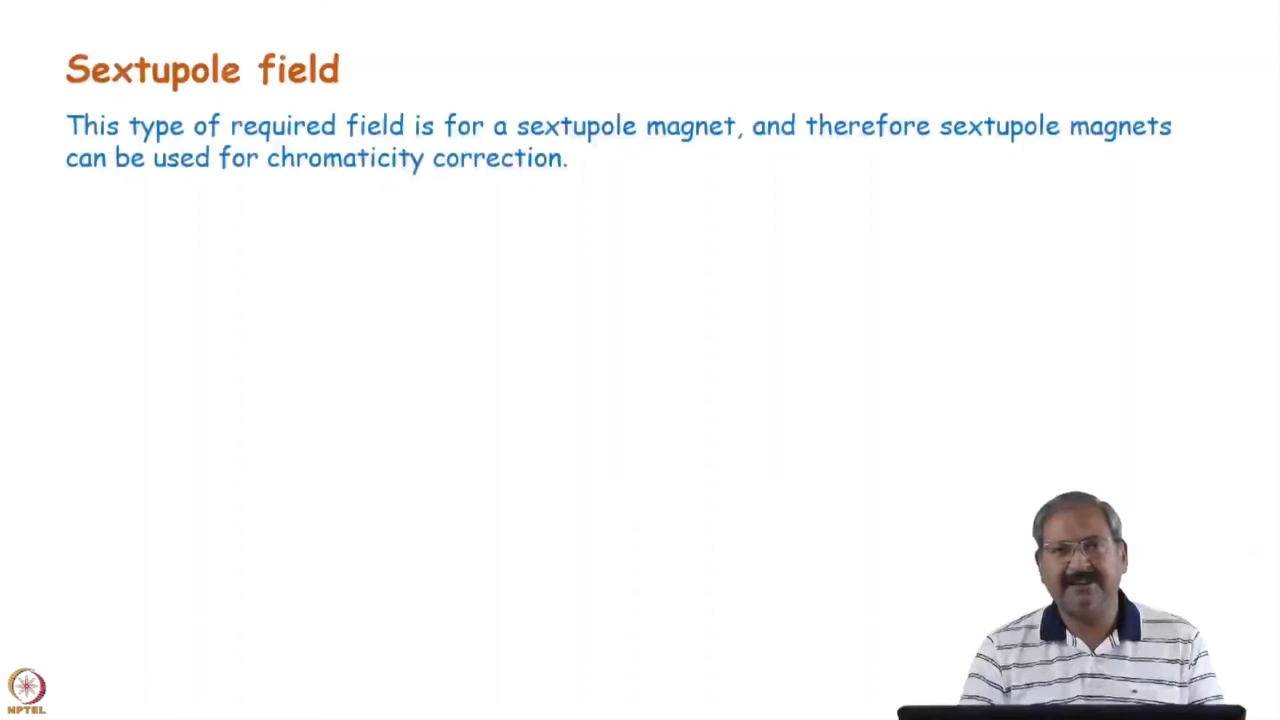 Sextupole field
This type of required field is for a sextupole magnet, and therefore sextupole magnets
can be used for chromaticity correction.
NPTEL